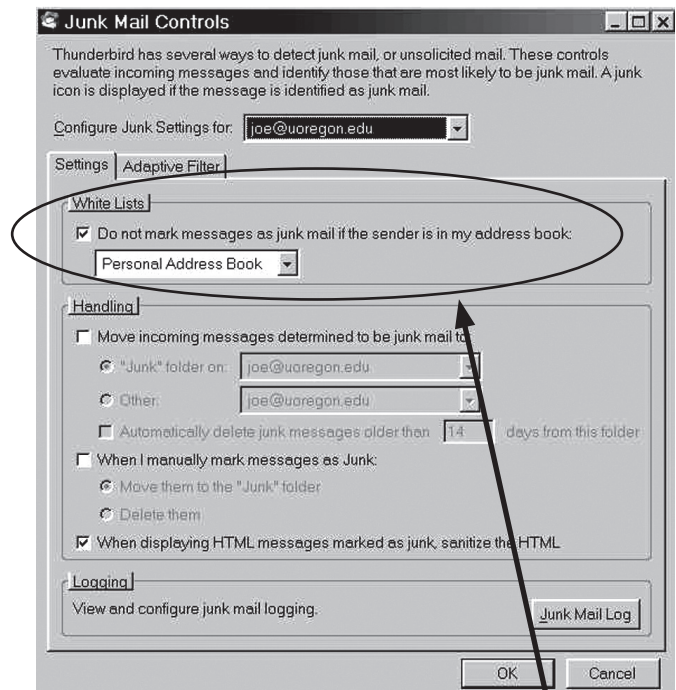 Junk Mail Controls
Thunderbird has several ways to detect junk mail, or unsolicited mail. These controls
evaluate incoming messages and identify those that are most likely to be junk mail. A junk
icon is displayed if the message is identified as junk mail.
Configure Junk Settings for: joe@uoregon.edu
Settings Adaptive Filter
White Lists
Do not mark messages as junk mail if the sender is in my address book:
Personal Address Book
Handling
Move incoming messages determined to be junk mail to:
"Junk" folder on: joe@uoregon.edu
Other: joe@uoregon.edu
Automatically delete junk messages older than 14 days from this folder
When I manually mark messages as Junk:
Move them to the "Junk" folder
Delete them
When displaying HTML messages marked as junk, sanitize the HTML
Logging
View and configure junk mail logging.
Junk Mail Log
OK Cancel